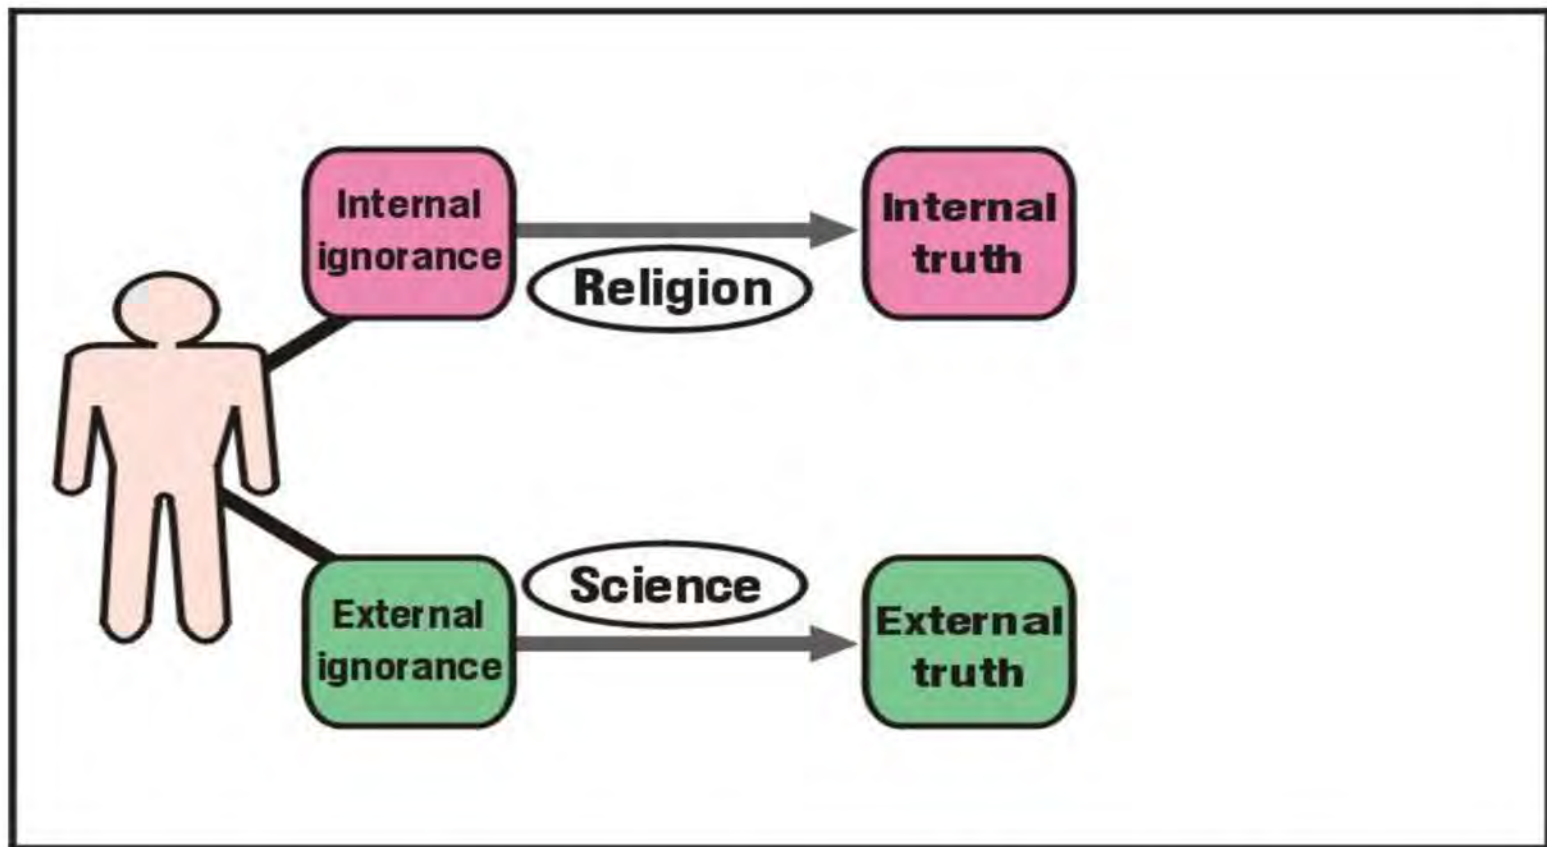 Internal
ignorance
Religion
Internal
truth
External
ignorance
Science
External
truth